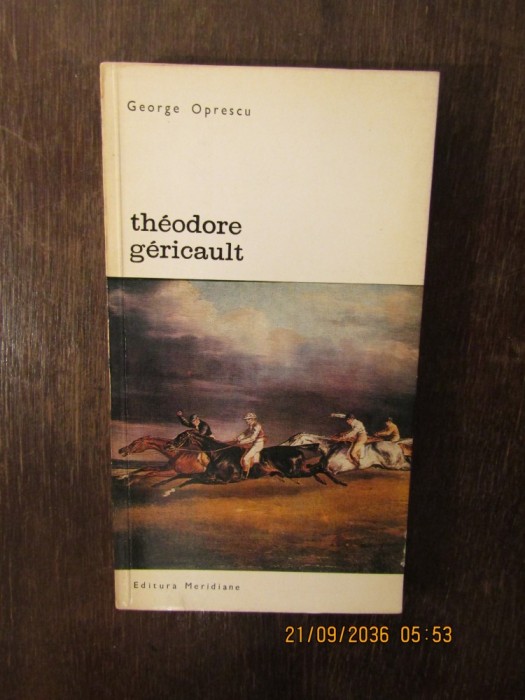 George Oprescu
théodore
géricault
Editura Meridiane
21/09/2036 05:53